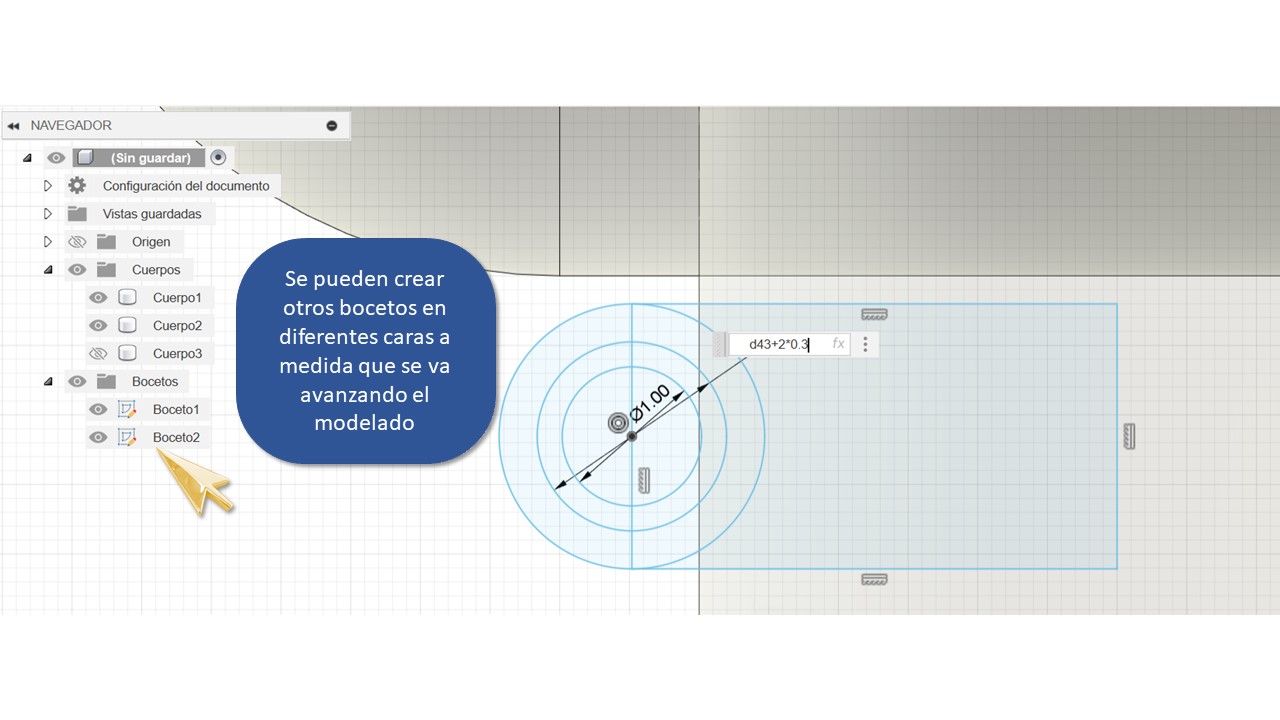 NAVEGADOR
(Sin guardar)
Configuración del documento
Vistas guardadas
Origen
Cuerpos
Cuerpo1
Cuerpo2
Cuerpo3
Bocetos
Boceto1
Boceto2
Se pueden crear
otros bocetos en
diferentes caras a
medida que se va
avanzando el
modelado
d43+2*0.3
fx
Ø1.00